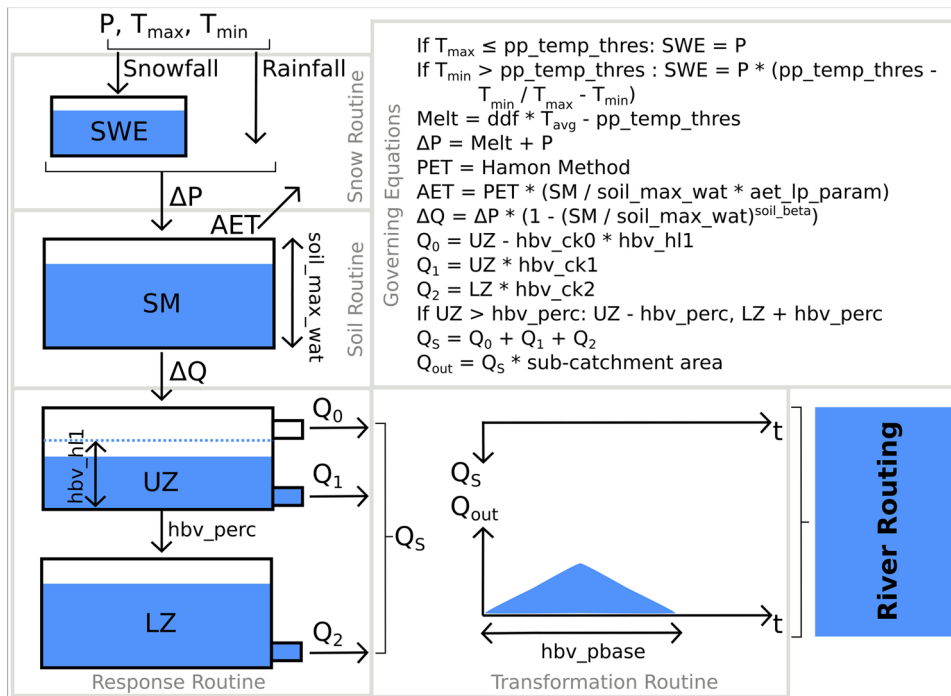 P, Tmax, Tmin
Snowfall
Rainfall
SWE
Snow Routine
ΔP
AET
SM
soil_max_wat
Soil Routine
ΔQ
Governing Equations
If Tmax ≤ pp_temp_thres: SWE = P
If Tmin > pp_temp_thres : SWE = P * (pp_temp_thres -
Tmin / Tmax - Tmin)
Melt = ddf * Tavg - pp_temp_thres
ΔP = Melt + P
PET = Hamon Method
AET = PET * (SM / soil_max_wat * aet_lp_param)
ΔQ = ΔP * (1 - (SM / soil_max_wat)soil_beta)
Q0 = UZ - hbv_ck0 * hbv_hl1
Q1 = UZ * hbv_ck1
Q2 = LZ * hbv_ck2
If UZ > hbv_perc: UZ - hbv_perc, LZ + hbv_perc
QS = Q0 + Q1 + Q2
Qout = QS * sub-catchment area
Q0
hbv_hl1
UZ
Q1
hbv_perc
QS
LZ
Q2
Response Routine
t
QS
Qout
t
hbv_pbase
Transformation Routine
River Routing